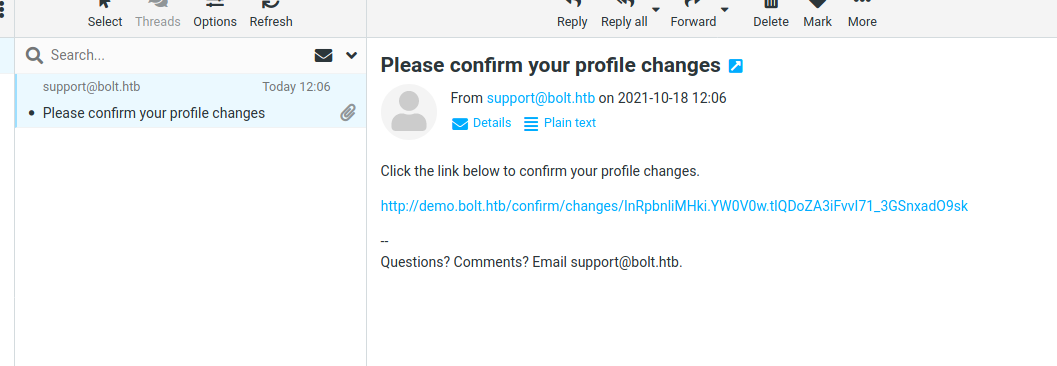 Select Threads Options Refresh
Reply Reply all Forward Delete Mark More
Search...
support@bolt.htb Today 12:06
• Please confirm your profile changes
Please confirm your profile changes
From support@bolt.htb on 2021-10-18 12:06
Details Plain text
Click the link below to confirm your profile changes.
http://demo.bolt.htb/confirm/changes/InRpbnliMHki.YW0V0w.tlQDoZA3iFvvI71_3GSnxadO9sk
--
Questions? Comments? Email support@bolt.htb.